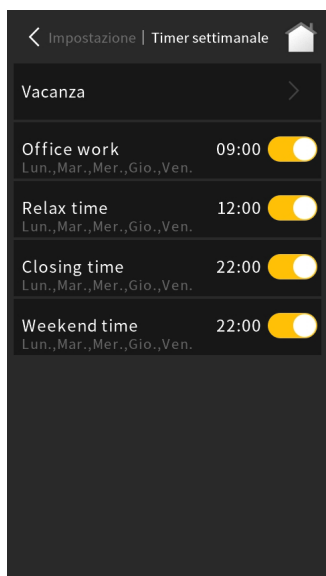 Impostazione | Timer settimanale
Vacanza
Office work 09:00
Lun.,Mar.,Mer.,Gio.,Ven.
Relax time 12:00
Lun.,Mar.,Mer.,Gio.,Ven.
Closing time 22:00
Lun.,Mar.,Mer.,Gio.,Ven.
Weekend time 22:00
Lun.,Mar.,Mer.,Gio.,Ven.